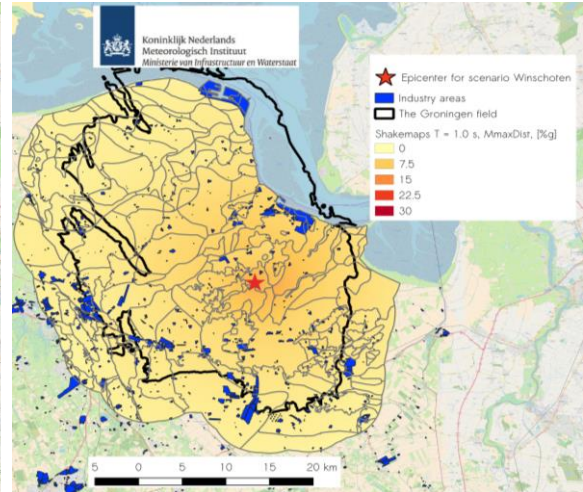 Koninklijk Nederlands
Meteorologisch Instituut
Ministerie van Infrastructuur en Waterstaat
Epicenter for scenario Winschoten
Industry areas
The Groningen field
Shakemaps T = 1.0 s, MmaxDist, [%g]
0
7.5
15
22.5
30
5 0 5 10 15 20 km